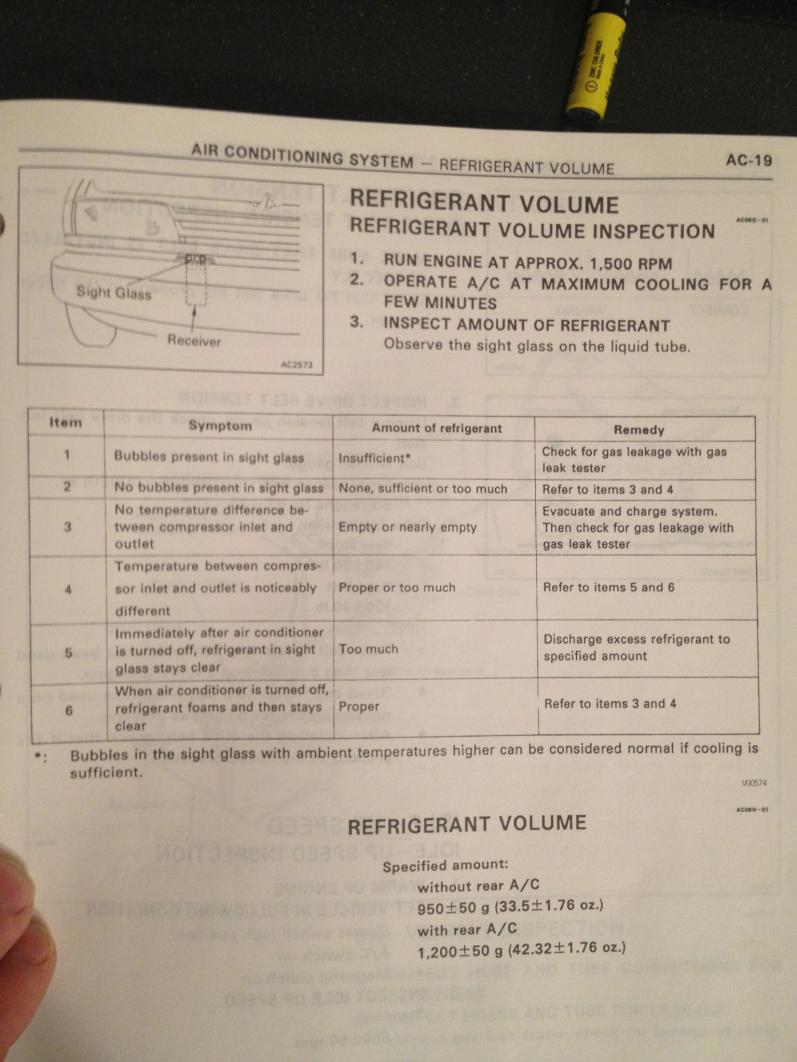 ZINC CHLORIDE
AIR CONDITIONING SYSTEM — REFRIGERANT VOLUME
AC-19
Sight Glass
Receiver
AC2573
REFRIGERANT VOLUME
AC06G-01
REFRIGERANT VOLUME INSPECTION
1. RUN ENGINE AT APPROX. 1,500 RPM
2. OPERATE A/C AT MAXIMUM COOLING FOR A
FEW MINUTES
3. INSPECT AMOUNT OF REFRIGERANT
Observe the sight glass on the liquid tube.
Item Symptom Amount of refrigerant Remedy
1 Bubbles present in sight glass Insufficient* Check for gas leakage with gas
leak tester
2 No bubbles present in sight glass None, sufficient or too much Refer to items 3 and 4
3 No temperature difference be-
tween compressor inlet and
outlet
Empty or nearly empty
Evacuate and charge system.
Then check for gas leakage with
gas leak tester
4 Temperature between compres-
sor inlet and outlet is noticeably
different
Proper or too much
Refer to items 5 and 6
5 Immediately after air conditioner
is turned off, refrigerant in sight
glass stays clear
Too much
Discharge excess refrigerant to
specified amount
6 When air conditioner is turned off,
refrigerant foams and then stays
clear
Proper
Refer to items 3 and 4
*: Bubbles in the sight glass with ambient temperatures higher can be considered normal if cooling is
sufficient.
V00574
AC06H-01
REFRIGERANT VOLUME
Specified amount:
without rear A/C
950±50 g (33.5±1.76 oz.)
with rear A/C
1,200±50 g (42.32±1.76 oz.)